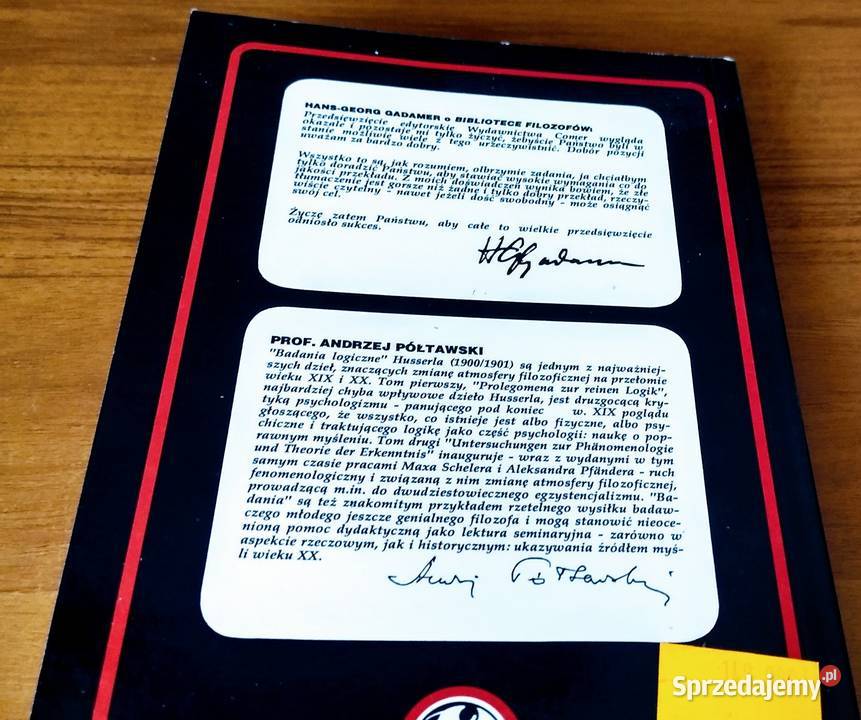 HANS-GEORG GADAMER o BIBLIOTECE FILOZOFÓW:
Przedsięwzięcie edytorskie Wydawnictwa Comer wygląda
okazale i pozostaje mi tylko życzyć, żebyście Państwo byli w
stanie możliwie wiele z tego urzeczywistnić. Dobór pozycji
uważam za bardzo dobry.
Wszystko to są, jak rozumiem, olbrzymie zadania, ja chciałbym
tylko doradzić Państwu, aby stawiać wysokie wymagania co do
jakości przekładu. Z moich doświadczeń wynika bowiem, że złe
tłumaczenie jest gorsze niż żadne i tylko dobry przekład, rzeczy-
wiście czytelny - nawet jeżeli dość swobodny - może osiągnąć
swój cel.
Życzę zatem Państwu, aby całe to wielkie przedsięwzięcie
odniosło sukces.
HGGadamer
PROF. ANDRZEJ PÓŁTAWSKI
"Badania logiczne" Husserla (1900/1901) są jednym z najważniej-
szych dzieł, znaczących zmianę atmosfery filozoficznej na przełomie
wieku XIX i XX. Tom pierwszy, "Prolegomena zur reinen Logik",
najbardziej chyba wpływowe dzieło Husserla, jest druzgocącą kry-
tyką psychologizmu - panującego pod koniec w. XIX poglądu
głoszącego, że wszystko, co istnieje jest albo fizyczne, albo psy-
chiczne i traktującego logikę jako część psychologii: naukę o pop-
rawnym myśleniu. Tom drugi "Untersuchungen zur Phänomenologie
und Theorie der Erkenntnis" inauguruje - wraz z wydanymi w tym
samym czasie pracami Maxa Schelera i Aleksandra Pfändera - ruch
fenomenologiczny i związaną z nim zmianę atmosfery filozoficznej,
prowadzącą m.in. do dwudziestowiecznego egzystencjalizmu. "Ba-
dania" są też znakomitym przykładem rzetelnego wysiłku badaw-
czego młodego jeszcze genialnego filozofa i mogą stanowić nieoce-
nioną pomoc dydaktyczną jako lektura seminaryjna - zarówno w
aspekcie rzeczowym, jak i historycznym: ukazywania źródłem myś-
li wieku XX.
Andrzej Półtawski
Sprzedajemy.pl